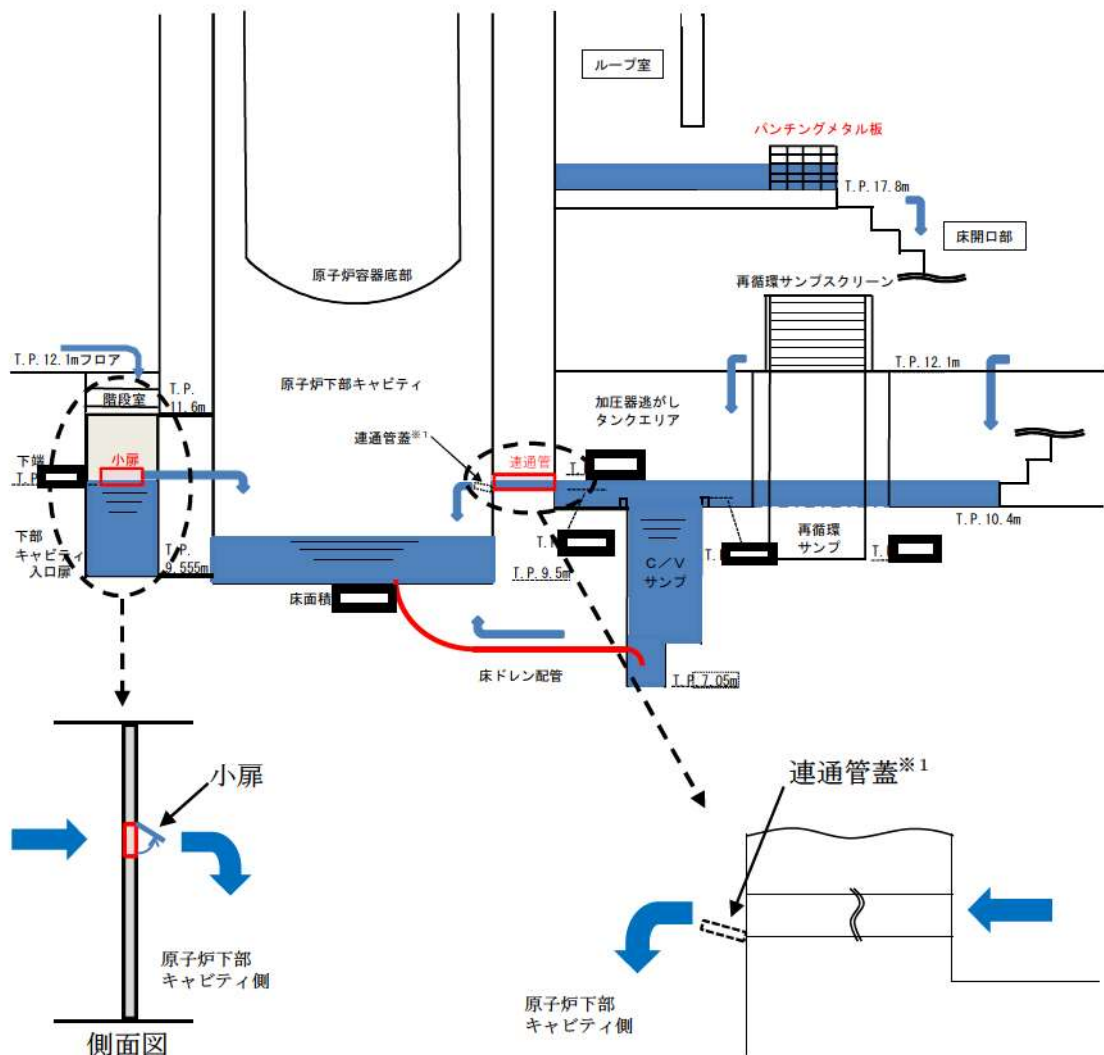 ループ室
パンチングメタル板
T.P.17.8m
床開口部
再循環サンプスクリーン
原子炉容器底部
T.P.12.1mフロア
T.P.
11.6m
階段室
原子炉下部キャビティ
連通管蓋※1
連通管
加圧器逃がし
タンクエリア
T.P.12.1m
下端
T.P
小扉
T.
下部
キャビティ
入口扉
T.P.
9.555m
T.P.10.4m
T.
T.P.9.5m
床面積
C/V
サンプ
T.
再循環
サンプ
T.
床ドレン配管
T.P.7.05m
小扉
原子炉下部
キャビティ側
側面図
連通管蓋※1
原子炉下部
キャビティ側